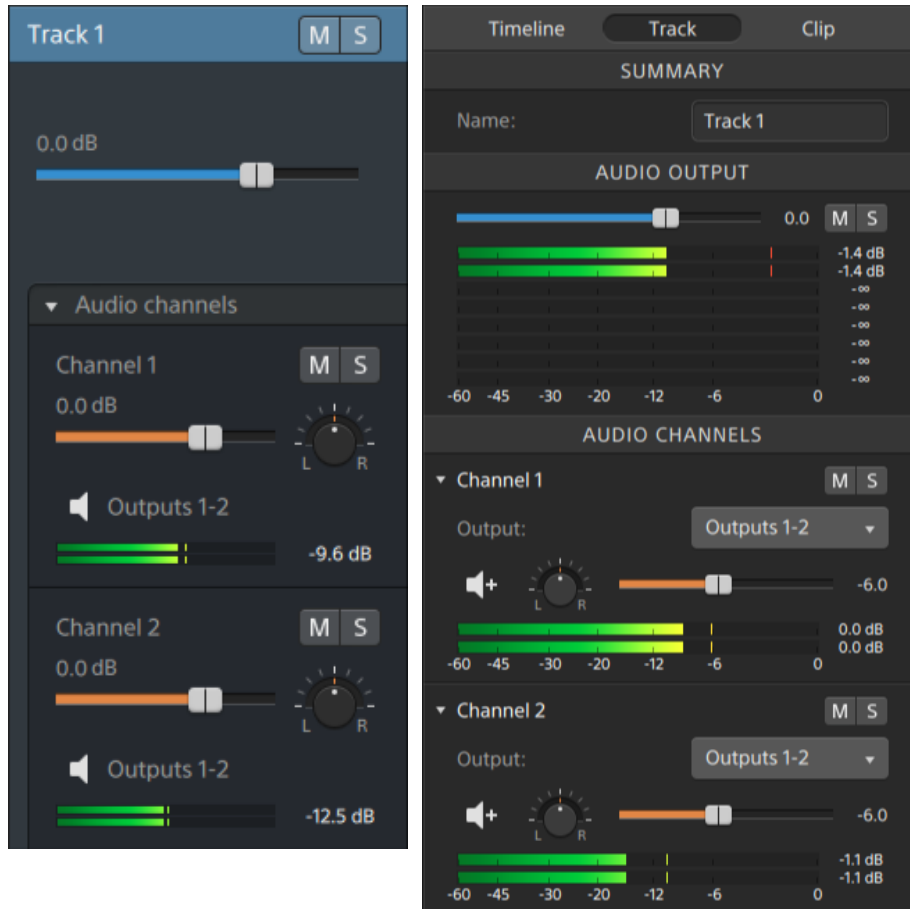 Track 1 M S
0.0 dB
Audio channels
Channel 1 M S
0.0 dB
L R
Outputs 1-2
-9.6 dB
Channel 2 M S
0.0 dB
L R
Outputs 1-2
-12.5 dB
Timeline Track Clip
SUMMARY
Name: Track 1
AUDIO OUTPUT
0.0 M S
-1.4 dB
-1.4 dB
-∞
-∞
-∞
-∞
-∞
-∞
-60 -45 -30 -20 -12 -6 0
AUDIO CHANNELS
Channel 1 M S
Output: Outputs 1-2
L R -6.0
0.0 dB
0.0 dB
-60 -45 -30 -20 -12 -6 0
Channel 2 M S
Output: Outputs 1-2
L R -6.0
-1.1 dB
-1.1 dB
-60 -45 -30 -20 -12 -6 0